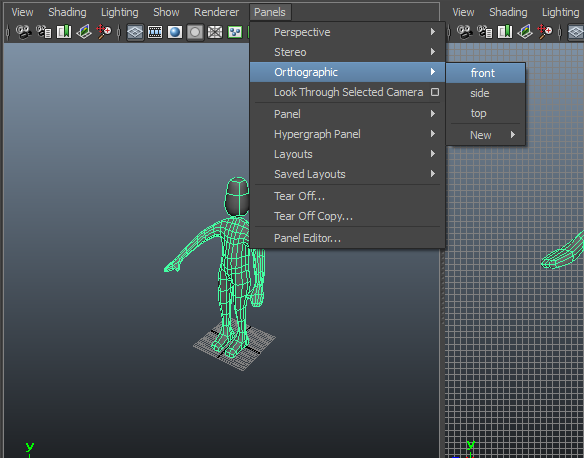 View Shading Lighting Show Renderer Panels
View Shading Lighting
Perspective
Stereo
Orthographic
front
Look Through Selected Camera
side
Panel
top
Hypergraph Panel
New
Layouts
Saved Layouts
Tear Off...
Tear Off Copy...
Panel Editor...
y
y